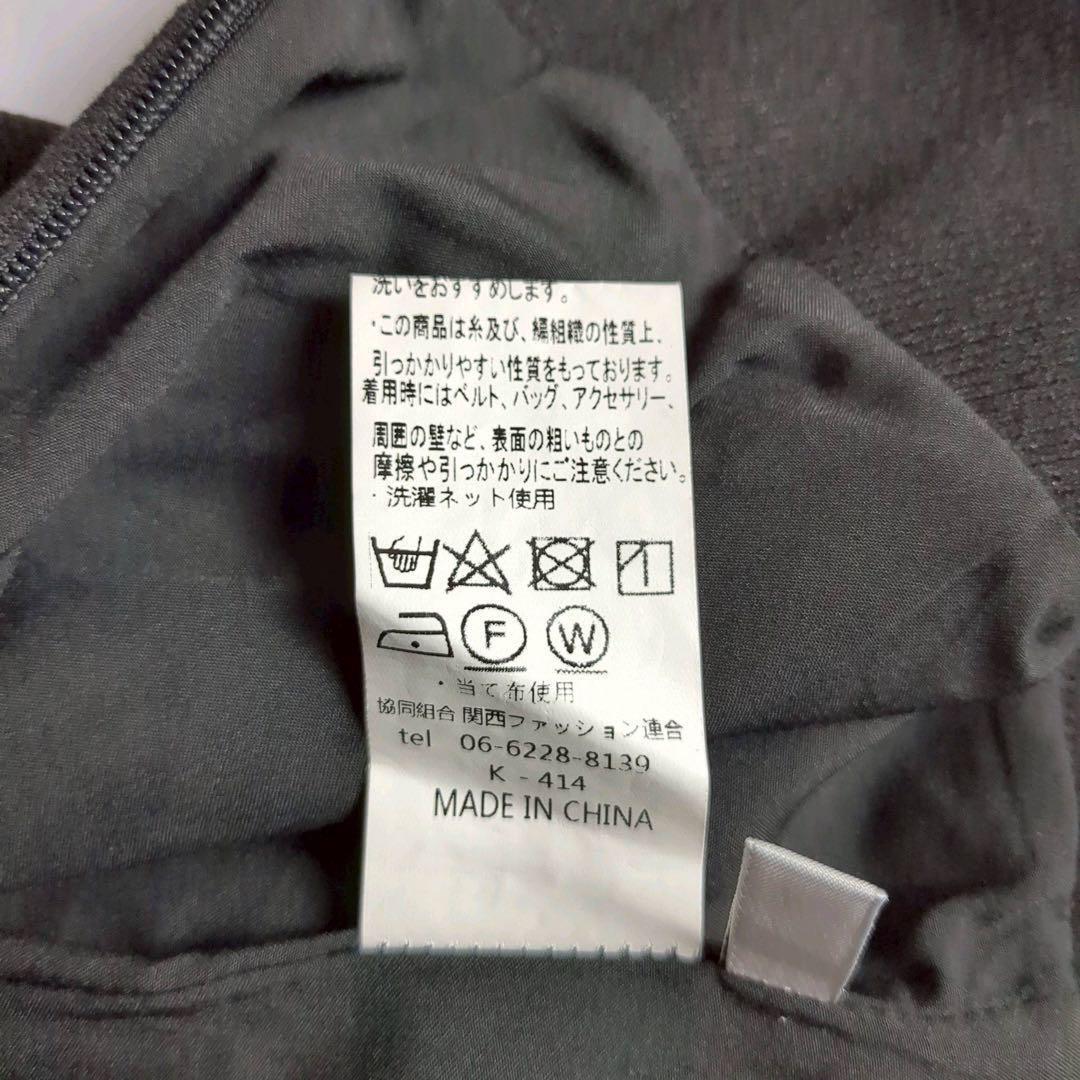 洗いをおすすめします。
・この商品は糸及び、編組織の性質上、
引っかかりやすい性質をもっております。
着用時にはベルト、バッグ、アクセサリー、
周囲の壁など、表面の粗いものとの
摩擦や引っかかりにご注意ください。
・洗濯ネット使用
F W
・当て布使用
協同組合 関西ファッション連合
tel 06-6228-8139
K - 414
MADE IN CHINA